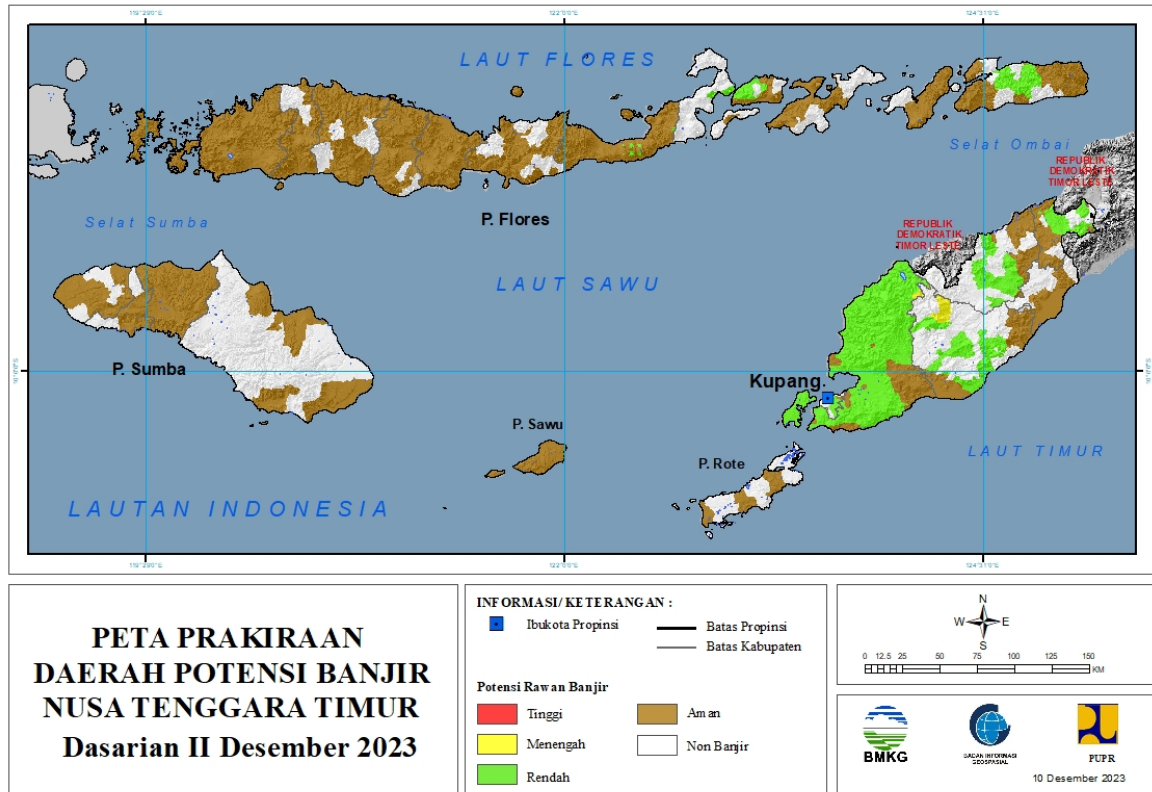 LAUT FLORES
Selat Ombai
REPUBLIK
DEMOKRATIK
TIMOR LESTE
P. Flores
Selat Sumba
REPUBLIK
DEMOKRATIK
TIMOR LESTE
LAUT SAWU
P. Sumba
Kupang.
P. Sawu
P. Rote
LAUT TIMUR
LAUTAN INDONESIA
PETA PRAKIRAAN
DAERAH POTENSI BANJIR
NUSA TENGGARA TIMUR
Dasarian II Desember 2023
INFORMASI/ KETERANGAN :
Ibukota Propinsi
Batas Propinsi
Batas Kabupaten
Potensi Rawan Banjir
Tinggi
Aman
Menengah
Non Banjir
Rendah
N
W E
S
0 12.5 25 50 75 100 125 150
KM
BMKG
BADAN INFORMASI
GEOSPASIAL
PUPR
10 Desember 2023